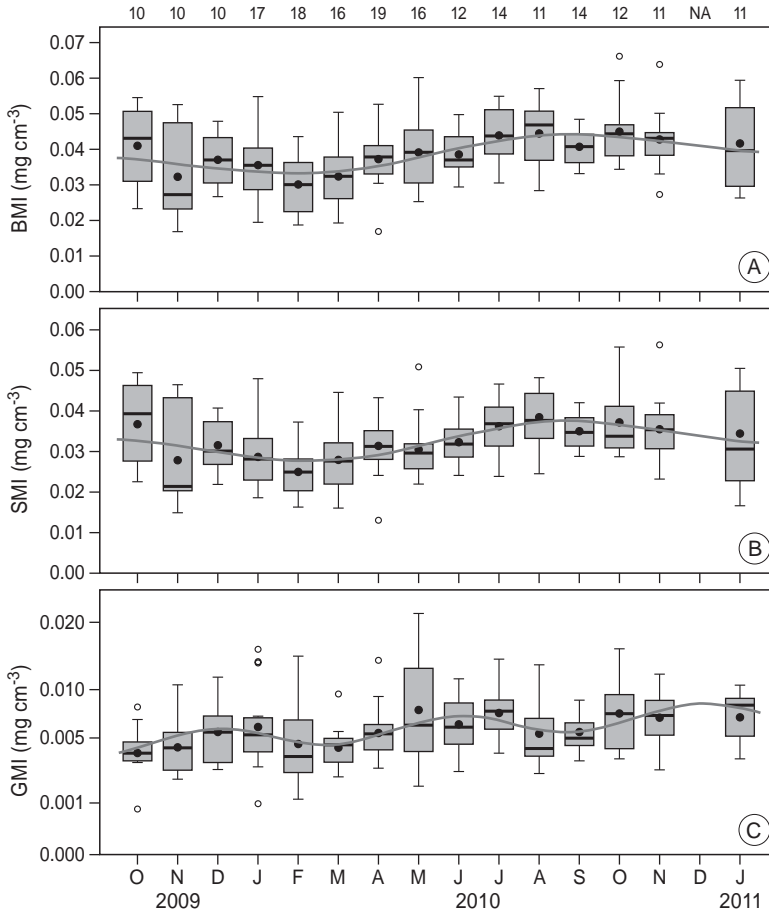 10 10 10 17 18 16 19 16 12 14 11 14 12 11 NA 11
0.07
0.06
0.05
0.04
0.03
0.02
0.01
0.00
BMI (mg cm-3)
A
0.06
0.05
0.04
0.03
0.02
0.01
0.00
SMI (mg cm-3)
B
0.020
0.010
0.005
0.001
0.000
GMI (mg cm-3)
C
O N D J F M A M J J A S O N D J
2009 2010 2011